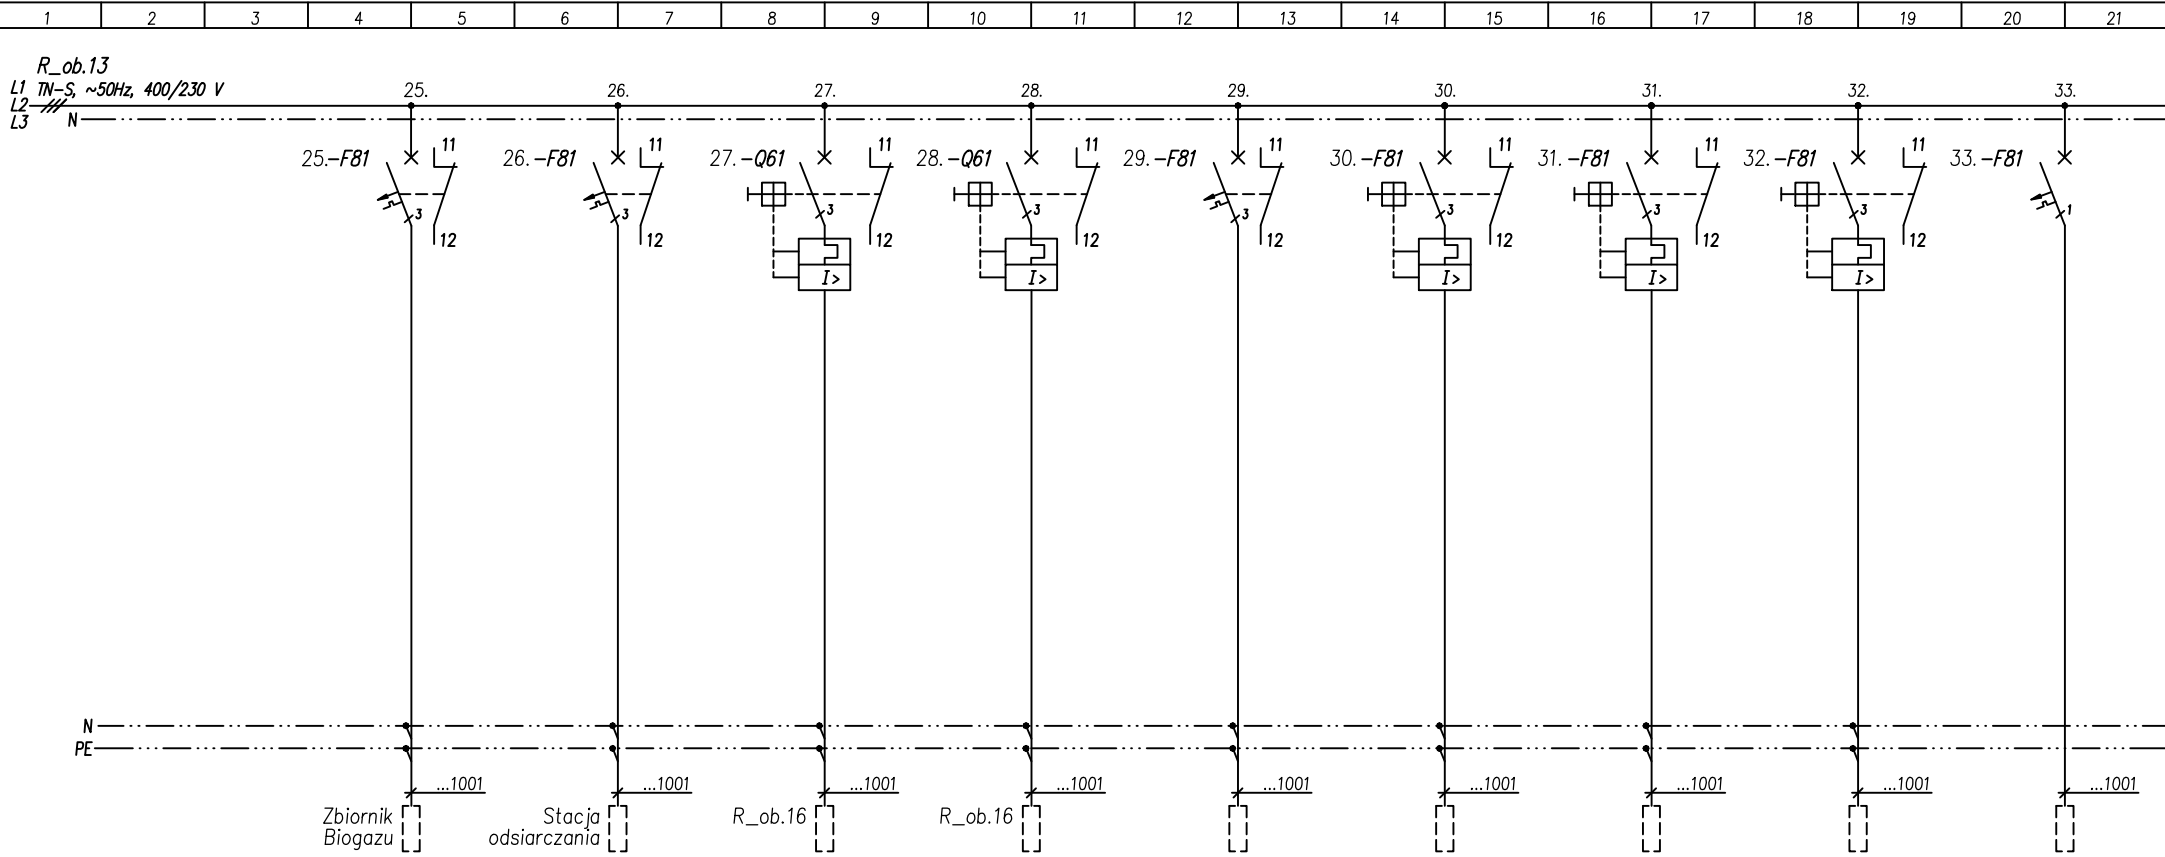 1 2 3 4 5 6 7 8 9 10 11 12 13 14 15 16 17 18 19 20 21
R_ob.13
L1 TN-S, ~50Hz, 400/230 V
L2
L3 N
25. 26. 27. 28. 29. 30. 31. 32. 33.
11 11 11 11 11 11 11 11
25.-F81 26.-F81 27.-Q61 28.-Q61 29.-F81 30.-F81 31.-F81 32.-F81 33.-F81
3 3 3 3 3 3 3 3 1
12 12 12 12 12 12 12 12
I> I> I> I> I>
N
PE
...1001 ...1001 ...1001 ...1001 ...1001 ...1001 ...1001 ...1001 ...1001
Zbiornik
Biogazu
Stacja
odsiarczania
R_ob.16
R_ob.16